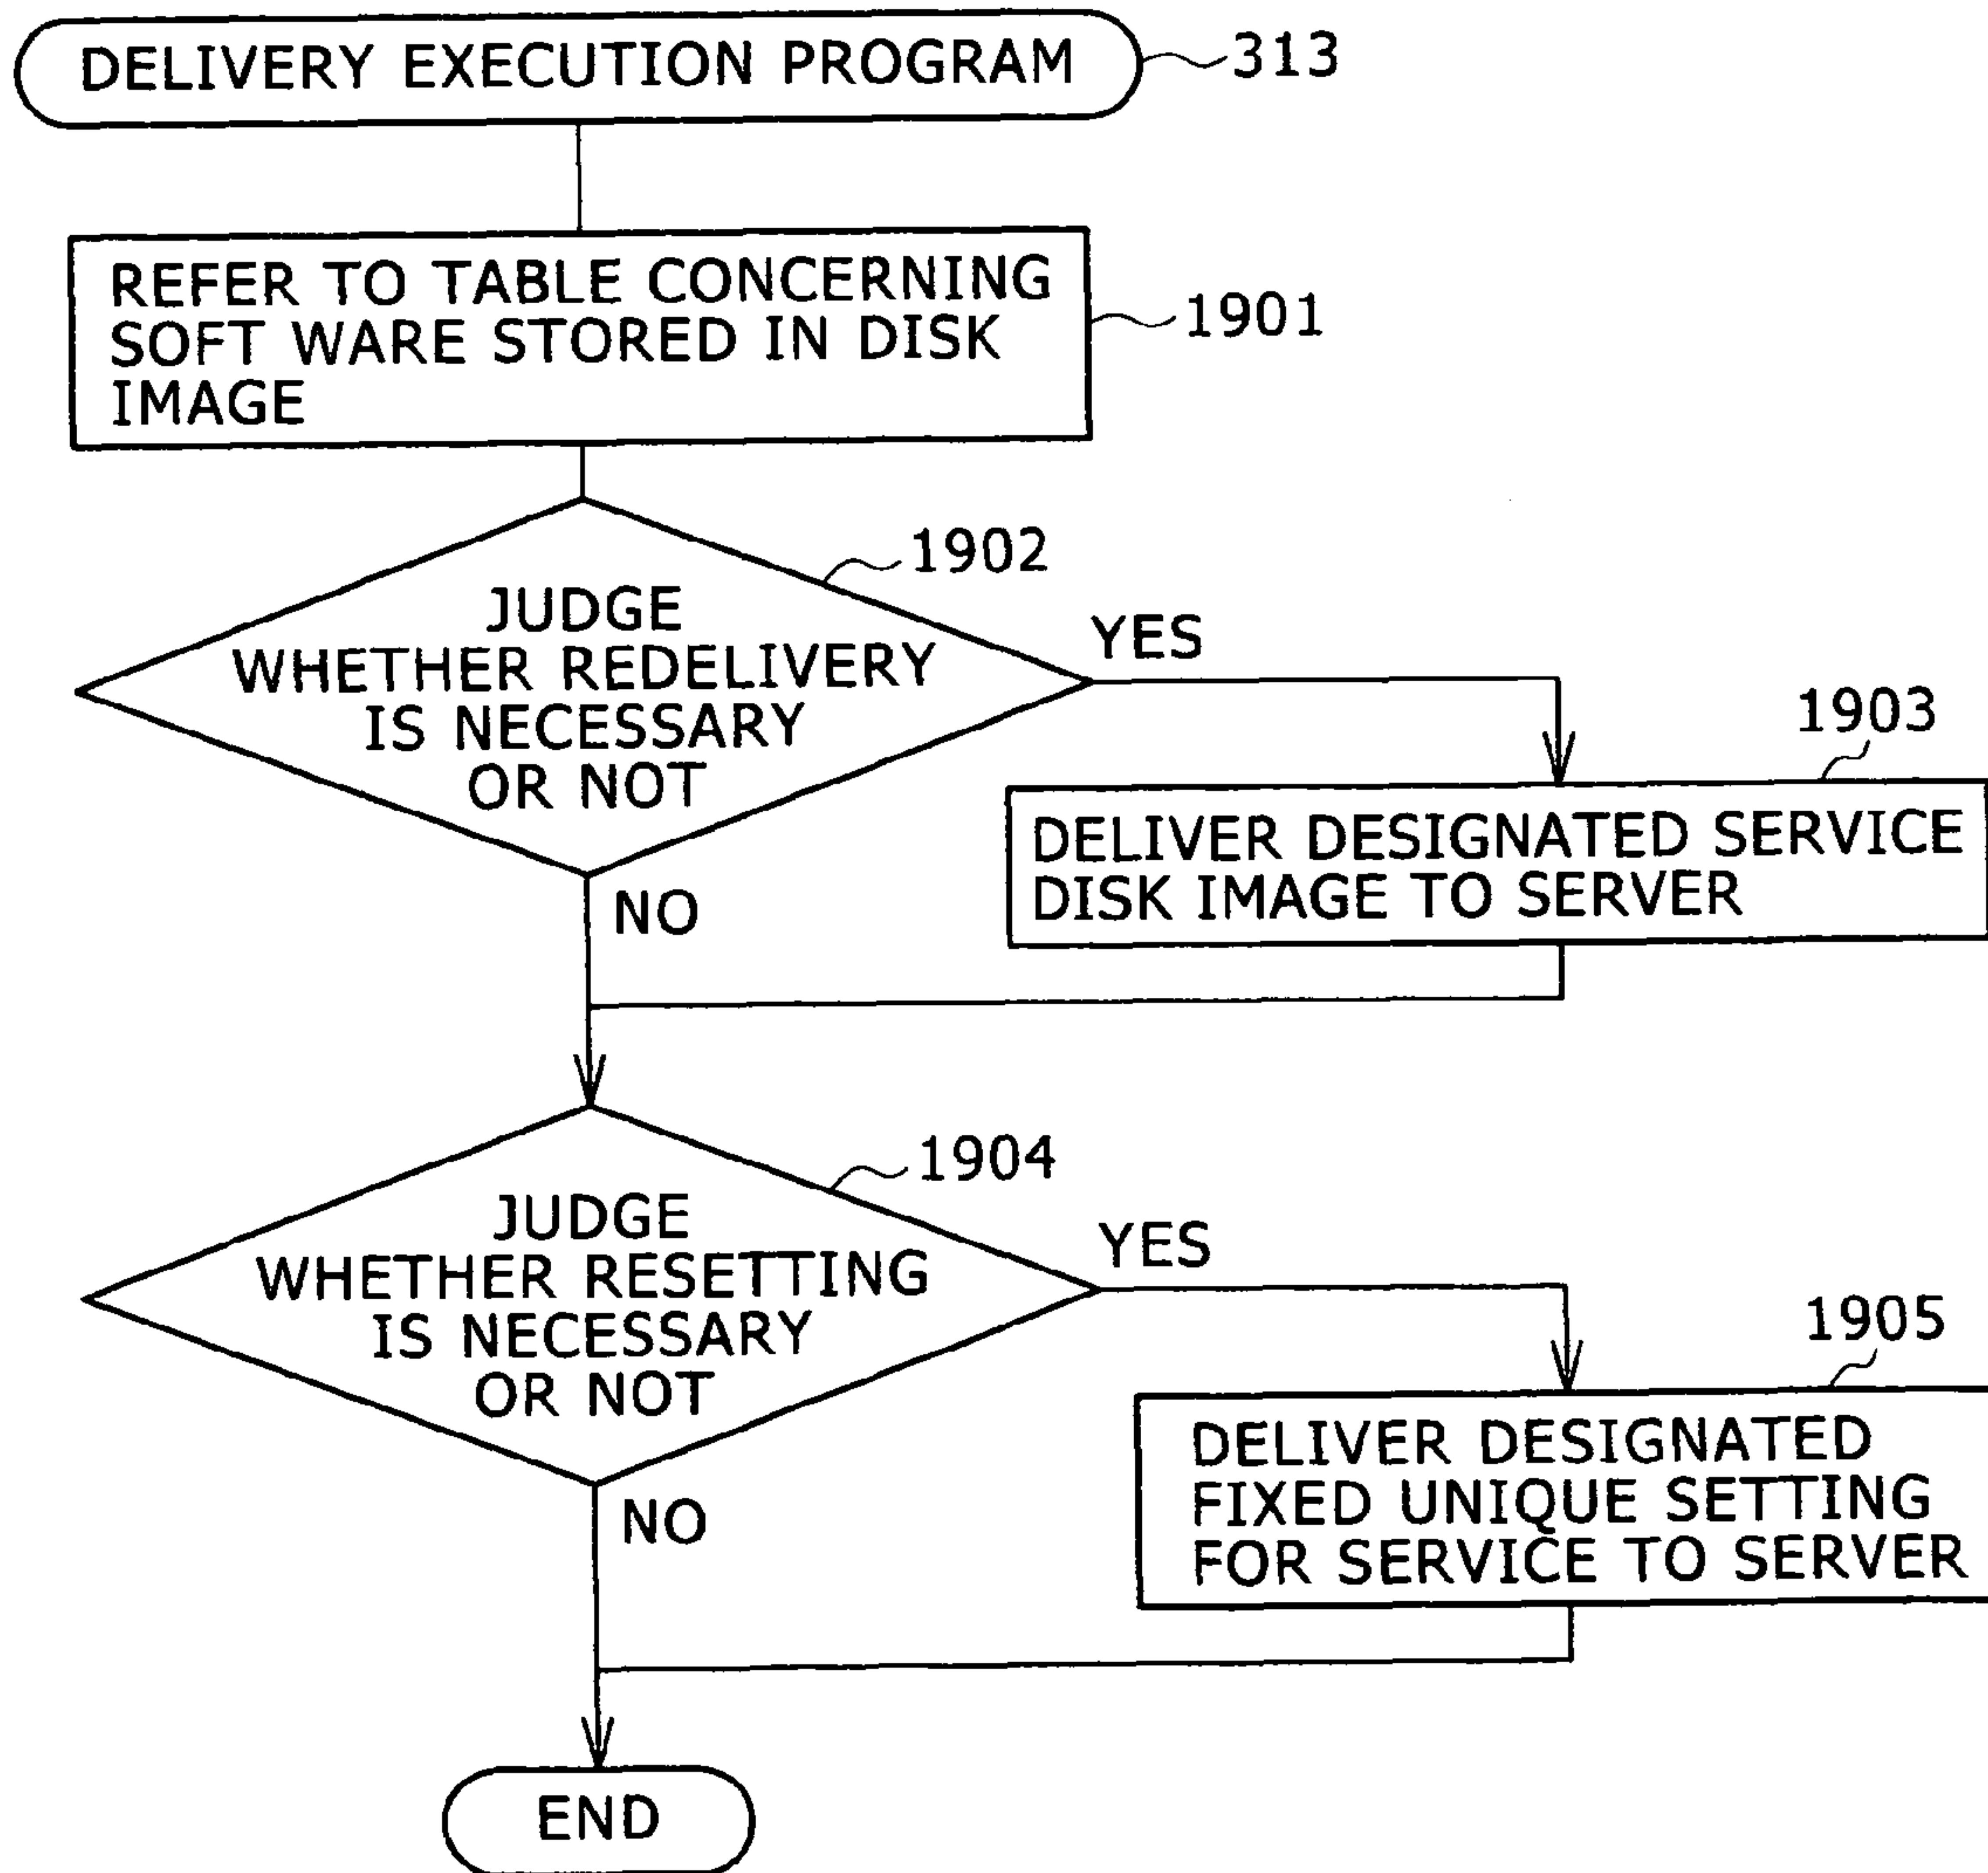 DELIVERY EXECUTION PROGRAM
313
REFER TO TABLE CONCERNING
SOFT WARE STORED IN DISK
IMAGE
1901
1902
JUDGE
WHETHER REDELIVERY
IS NECESSARY
OR NOT
YES
1903
DELIVER DESIGNATED SERVICE
DISK IMAGE TO SERVER
NO
1904
JUDGE
WHETHER RESETTING
IS NECESSARY
OR NOT
YES
1905
DELIVER DESIGNATED
FIXED UNIQUE SETTING
FOR SERVICE TO SERVER
NO
END